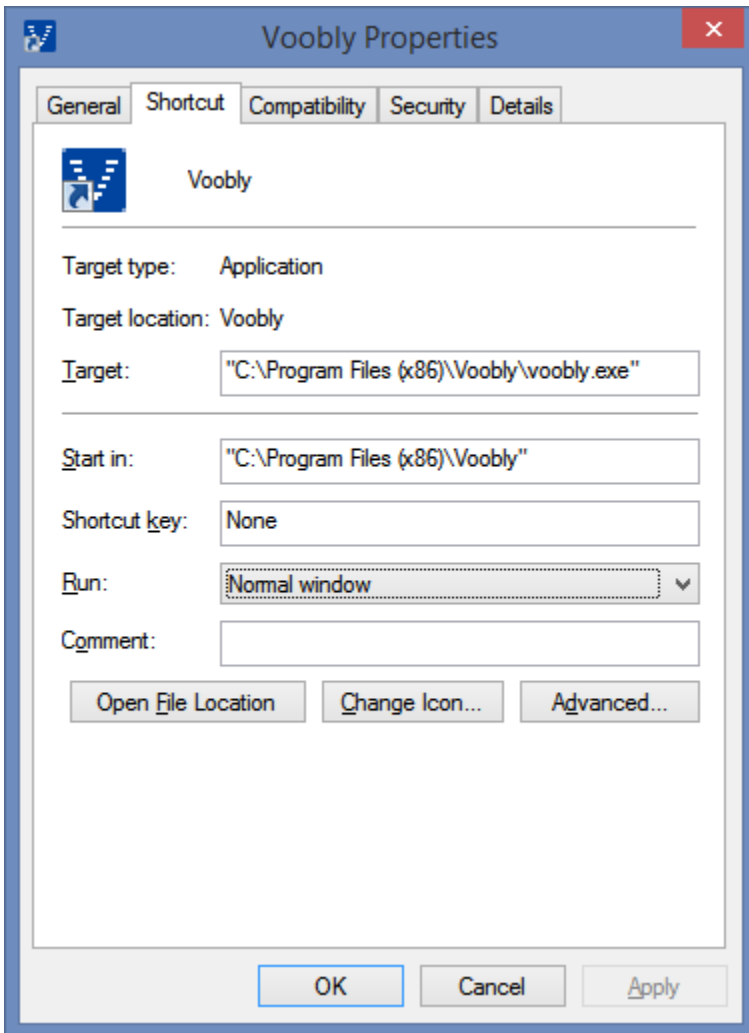 Voobly Properties
General Shortcut Compatibility Security Details
Voobly
Target type: Application
Target location: Voobly
Target: "C:\Program Files (x86)\Voobly\voobly.exe"
Start in: "C:\Program Files (x86)\Voobly"
Shortcut key: None
Run: Normal window
Comment:
Open File Location Change Icon... Advanced...
OK Cancel Apply